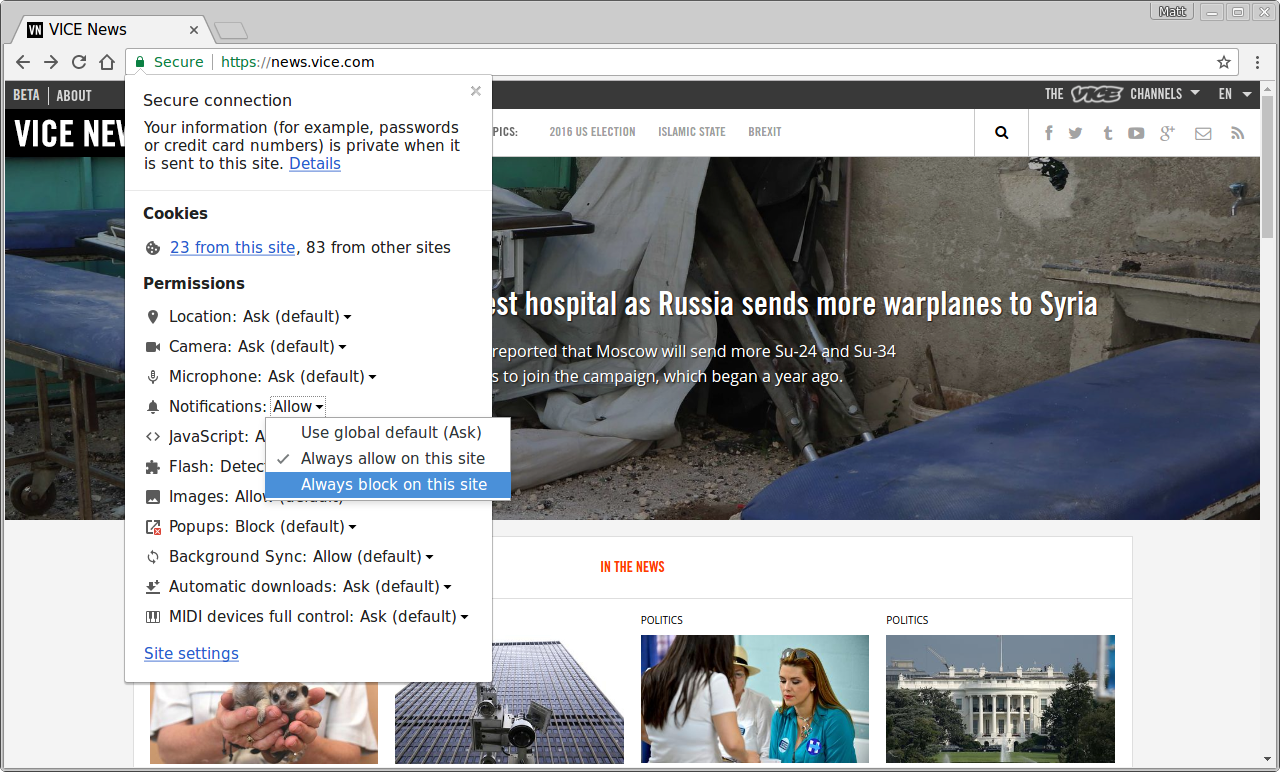 Matt
VN VICE News
Secure https://news.vice.com
BETA ABOUT
THE VICE CHANNELS EN
VICE NEW
PICS: 2016 US ELECTION ISLAMIC STATE BREXIT
Secure connection
Your information (for example, passwords
or credit card numbers) is private when it
is sent to this site. Details
Cookies
23 from this site, 83 from other sites
Permissions
Location: Ask (default)
Camera: Ask (default)
Microphone: Ask (default)
Notifications: Allow
Use global default (Ask)
Always allow on this site
Always block on this site
JavaScript: A
Flash: Detec
Images: Allow (default)
Popups: Block (default)
Background Sync: Allow (default)
Automatic downloads: Ask (default)
MIDI devices full control: Ask (default)
Site settings
est hospital as Russia sends more warplanes to Syria
reported that Moscow will send more Su-24 and Su-34
s to join the campaign, which began a year ago.
IN THE NEWS
POLITICS
POLITICS